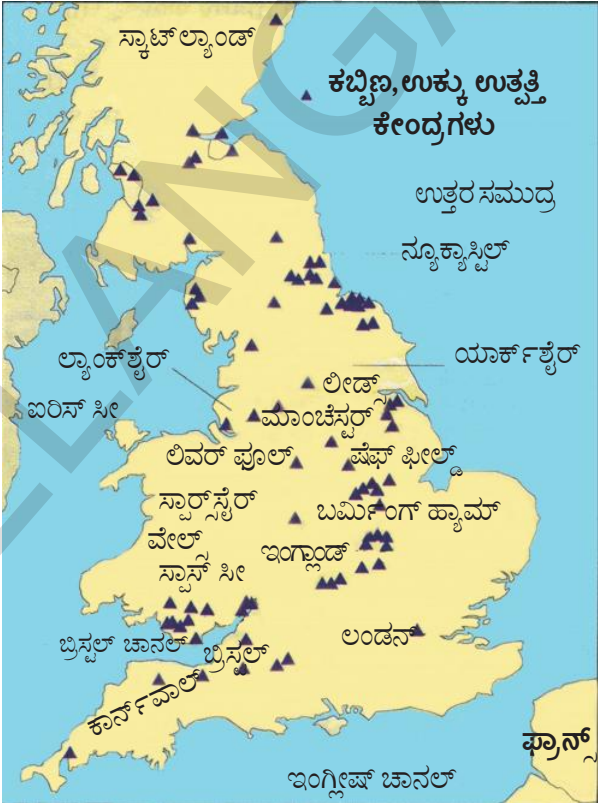 ಸ್ಕಾಟ್‌ಲ್ಯಾಂಡ್
ಕಬ್ಬಿಣ,ಉಕ್ಕು ಉತ್ಪತ್ತಿ
ಕೇಂದ್ರಗಳು
ಉತ್ತರ ಸಮುದ್ರ
ನ್ಯೂಕ್ಯಾಸ್ಟಿಲ್
ಲ್ಯಾಂಕ್‌ಶೈರ್
ಯಾರ್ಕ್‌ಶೈರ್
ಲೀಡ್ಸ್
ಐರಿಸ್ ಸೀ
ಮಾಂಚೆಸ್ಟರ್
ಲಿವರ್ ಫೂಲ್
ಷೆಫ್ ಫೀಲ್ಡ್
ಸ್ಪಾರ್ಸ್‌ಸೈರ್
ಬರ್ಮಿಂಗ್ ಹ್ಯಾಮ್
ವೇಲ್ಸ್
ಇಂಗ್ಲಾಂಡ್
ಸ್ಪಾಸ್ ಸೀ
ಲಂಡನ್
ಬ್ರಿಸ್ಟಲ್ ಚಾನಲ್
ಬ್ರಿಸ್ಟಲ್
ಕಾರ್ನ್‌ವಾಲ್
ಫ್ರಾನ್ಸ್
ಇಂಗ್ಲೀಷ್ ಚಾನಲ್